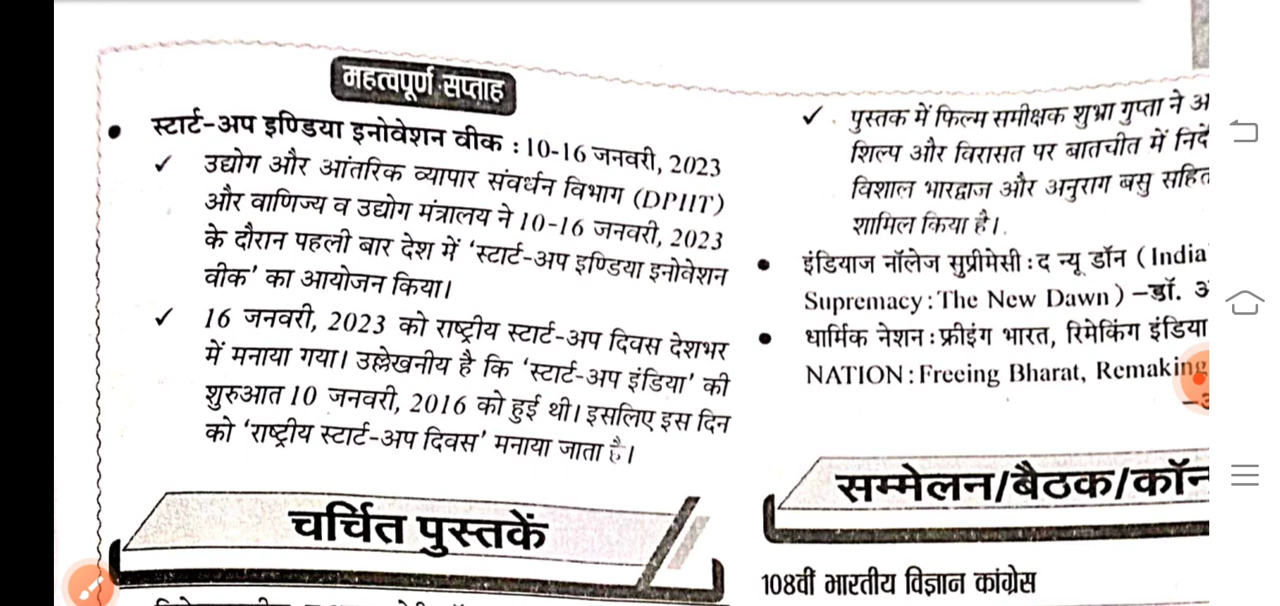 महत्वपूर्ण सप्ताह
• स्टार्ट-अप इण्डिया इनोवेशन वीक : 10-16 जनवरी, 2023
✓ उद्योग और आंतरिक व्यापार संवर्धन विभाग (DPIIT)
और वाणिज्य व उद्योग मंत्रालय ने 10-16 जनवरी, 2023
के दौरान पहली बार देश में ‘स्टार्ट-अप इण्डिया इनोवेशन
वीक’ का आयोजन किया।
✓ 16 जनवरी, 2023 को राष्ट्रीय स्टार्ट-अप दिवस देशभर
में मनाया गया। उल्लेखनीय है कि ‘स्टार्ट-अप इंडिया’ की
शुरुआत 10 जनवरी, 2016 को हुई थी। इसलिए इस दिन
को ‘राष्ट्रीय स्टार्ट-अप दिवस’ मनाया जाता है।
चर्चित पुस्तकें
✓ पुस्तक में फिल्म समीक्षक शुभ्रा गुप्ता ने
शिल्प और विरासत पर बातचीत में
विशाल भारद्वाज और अनुराग बसु सहित
शामिल किया है।
• इंडियाज नॉलेज सुप्रीमेसी : द न्यू डॉन (India
Supremacy : The New Dawn) –डॉ.
• धार्मिक नेशन : फ्रीइंग भारत, रिमेकिंग इंडिया
NATION : Freeing Bharat, Remaking
सम्मेलन/बैठक/
108वीं भारतीय विज्ञान कांग्रेस